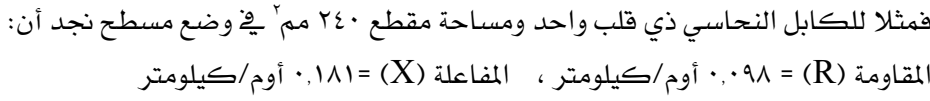 فمثلا للكابل النحاسي ذي قلب واحد ومساحة مقطع ٢٤٠ مم٢ في وضع مسطح نجد أن:
المقاومة (R) = ٠,٠٩٨ أوم/كيلومتر ، المفاعلة (X) = ٠,١٨١ أوم/كيلومتر